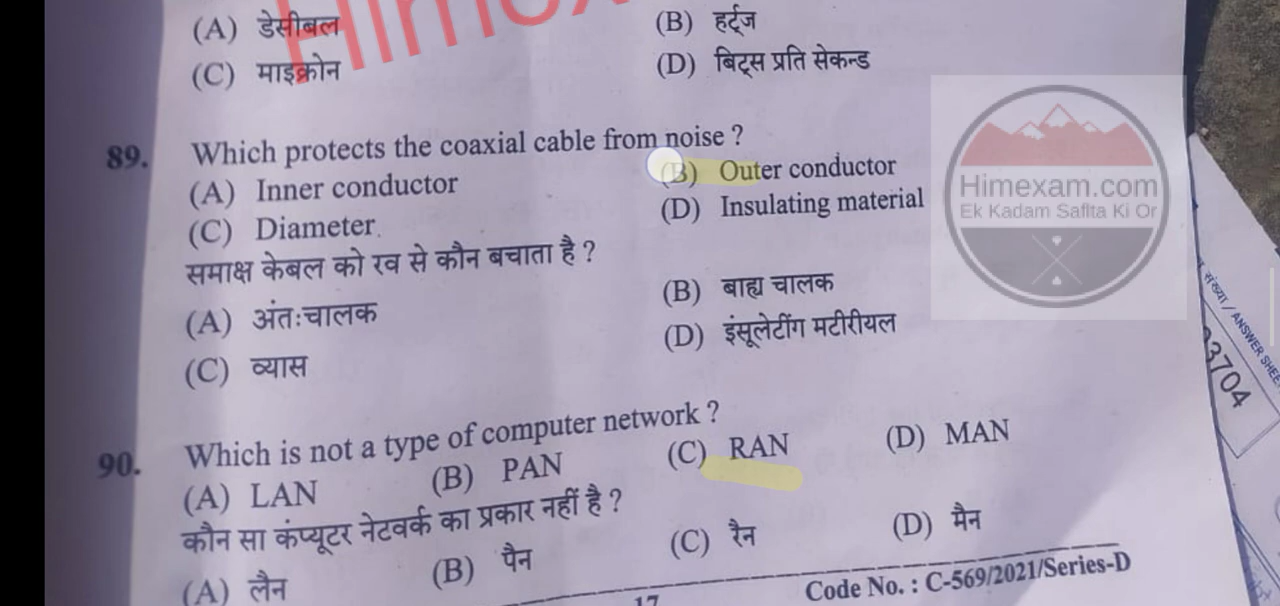 (A) डेसीबल (B) हर्ट्ज
(C) माइक्रोन (D) बिट्स प्रति सेकन्ड
89. Which protects the coaxial cable from noise ?
(A) Inner conductor (B) Outer conductor
(C) Diameter (D) Insulating material
समाक्ष केबल को रव से कौन बचाता है ?
(A) अंतःचालक (B) बाह्य चालक
(C) व्यास (D) इंसूलेटींग मटीरीयल
90. Which is not a type of computer network ?
(A) LAN (B) PAN (C) RAN (D) MAN
कौन सा कंप्यूटर नेटवर्क का प्रकार नहीं है ?
(A) लैन (B) पैन (C) रैन (D) मैन
17
Code No. : C-569/2021/Series-D
Himexam.com
Ek Kadam Saflta Ki Or
संख्या / ANSWER SHEE
3704